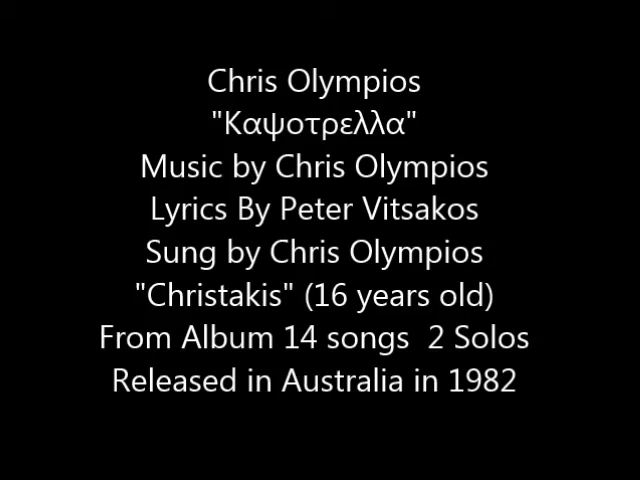 Chris Olympios
"Καψοτρελλα"
Music by Chris Olympios
Lyrics By Peter Vitsakos
Sung by Chris Olympios
"Christakis" (16 years old)
From Album 14 songs  2 Solos
Released in Australia in 1982